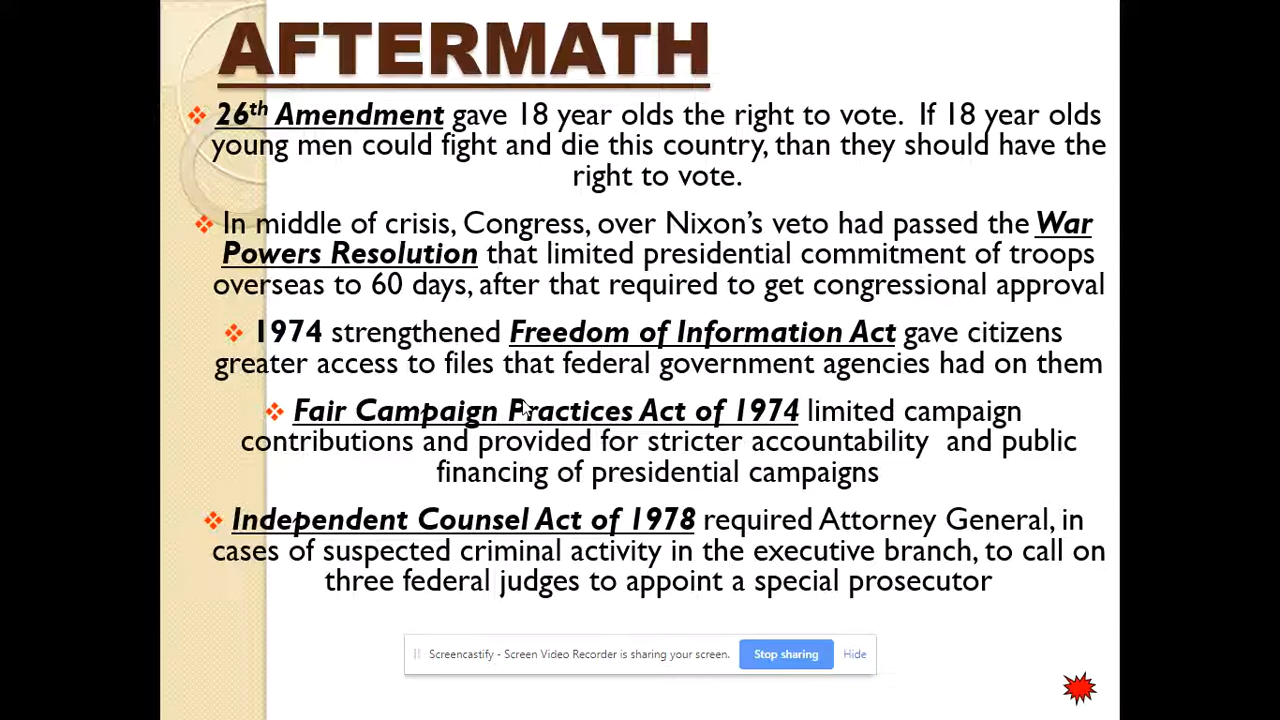 AFTERMATH
26th Amendment gave 18 year olds the right to vote. If 18 year olds
young men could fight and die this country, than they should have the
right to vote.
In middle of crisis, Congress, over Nixon's veto had passed the War
Powers Resolution that limited presidential commitment of troops
overseas to 60 days, after that required to get congressional approval
1974 strengthened Freedom of Information Act gave citizens
greater access to files that federal government agencies had on them
Fair Campaign Practices Act of 1974 limited campaign
contributions and provided for stricter accountability and public
financing of presidential campaigns
Independent Counsel Act of 1978 required Attorney General, in
cases of suspected criminal activity in the executive branch, to call on
three federal judges to appoint a special prosecutor
Screencastify - Screen Video Recorder is sharing your screen. Stop sharing Hide